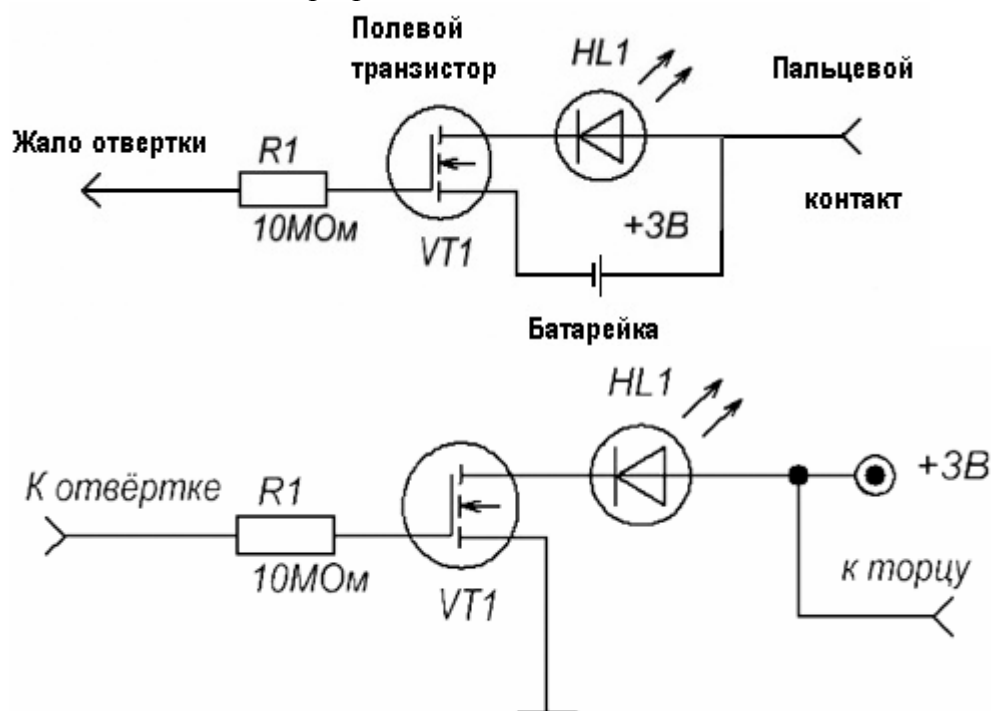 Полевой
транзистор
HL1
Пальцевой
Жало отвертки
R1
контакт
10МОм
VT1
+3В
Батарейка
HL1
К отвёртке
R1
+3В
10МОм
VT1
к торцу